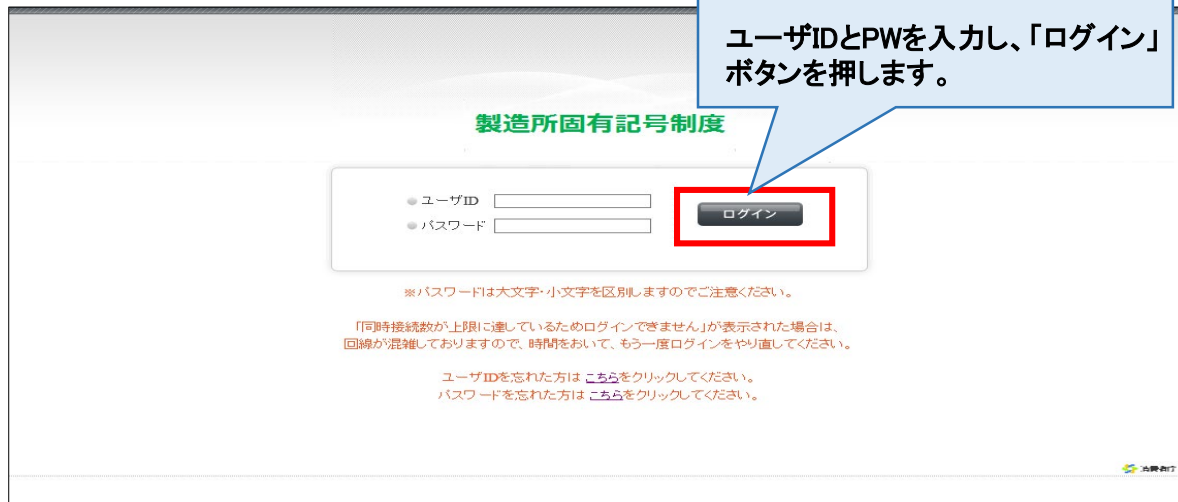 ユーザIDとPWを入力し、「ログイン」
ボタンを押します。
製造所固有記号制度
ユーザID
ログイン
パスワード
※パスワードは大文字・小文字を区別しますのでご注意ください。
「同時接続数が上限に達しているためログインできません」が表示された場合は、
回線が混雑しておりますので、時間をおいて、もう一度ログインをやり直してください。
ユーザIDを忘れた方は こちらをクリックしてください。
パスワードを忘れた方は こちらをクリックしてください。
消費者庁